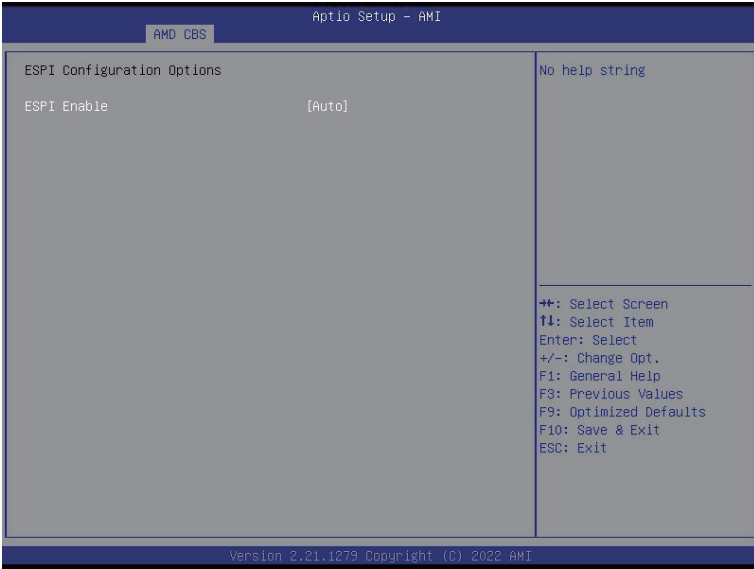 Aptio Setup – AMI
AMD CBS
ESPI Configuration Options
ESPI Enable [Auto]
No help string
→←: Select Screen
↑↓: Select Item
Enter: Select
+/-: Change Opt.
F1: General Help
F3: Previous Values
F9: Optimized Defaults
F10: Save & Exit
ESC: Exit
Version 2.21.1279 Copyright (C) 2022 AMI